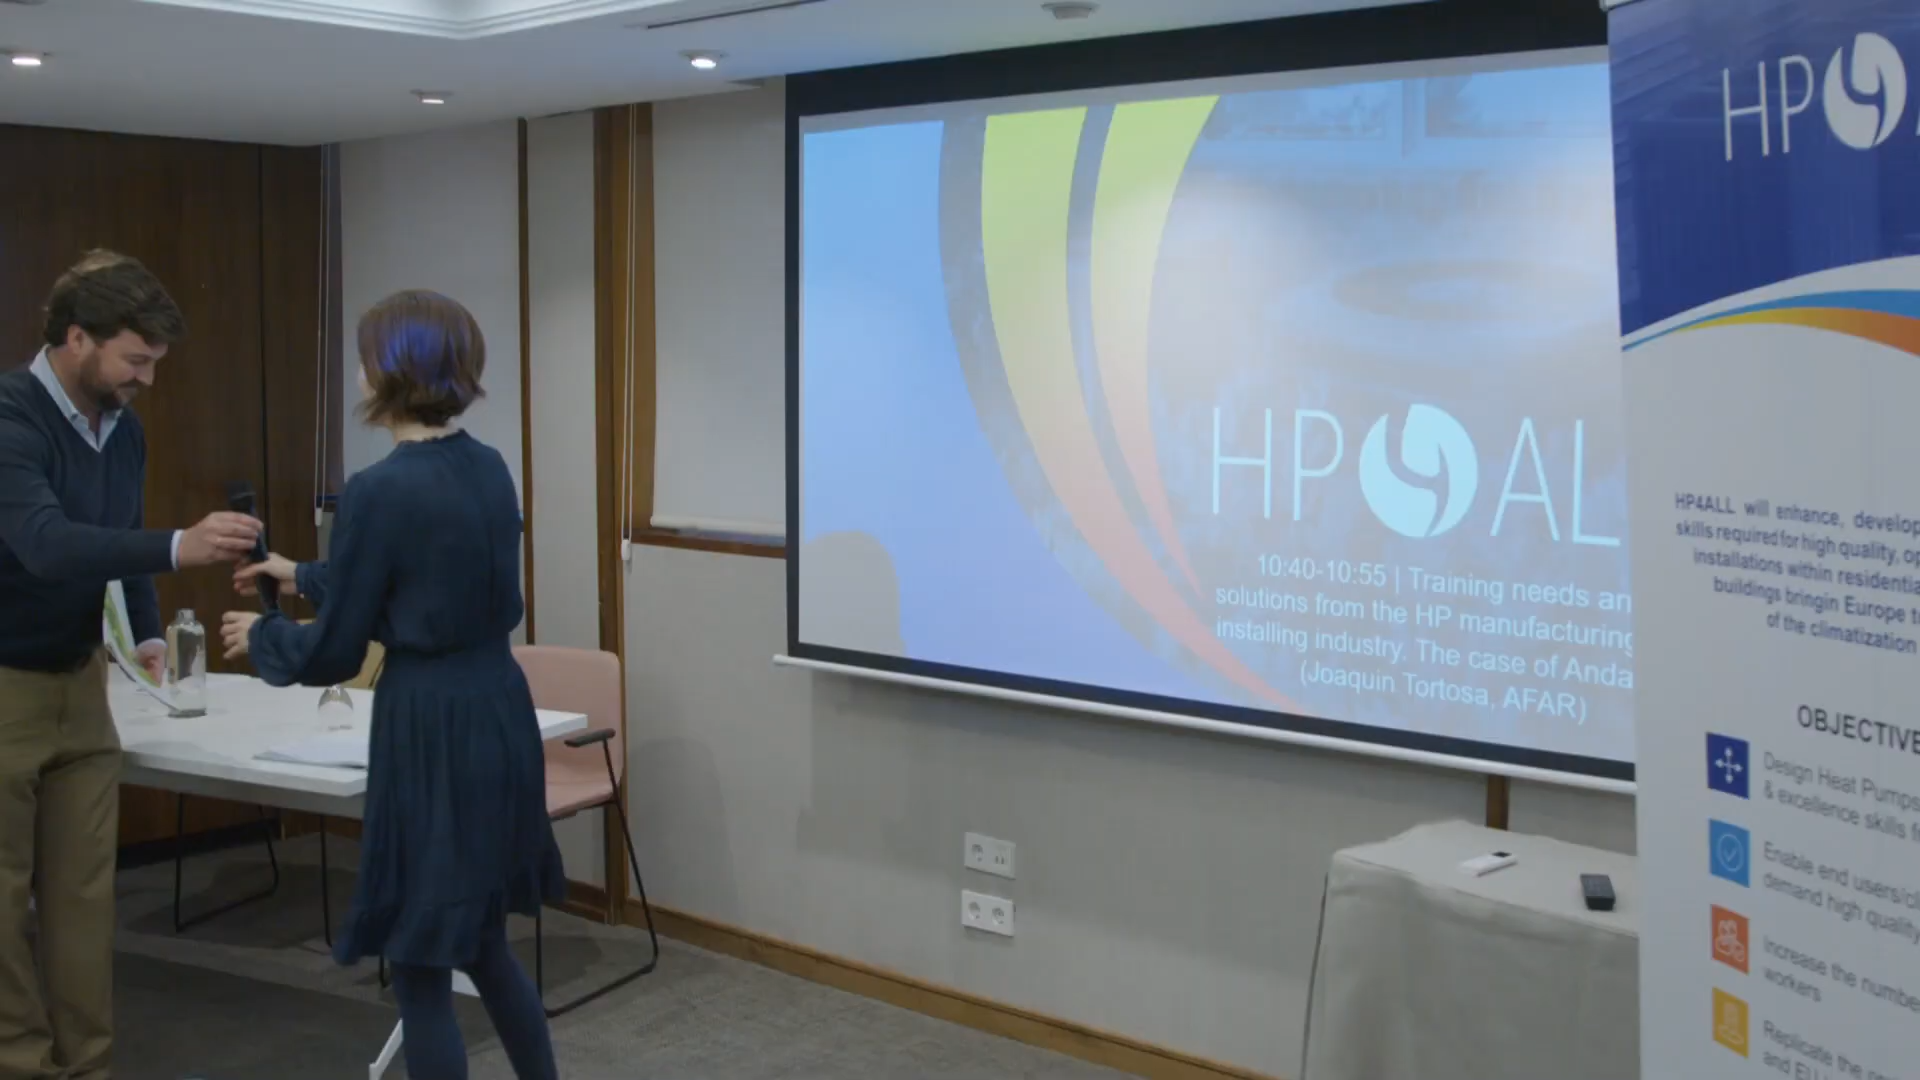 HP4AL
10:40-10:55 | Training needs an
solutions from the HP manufacturing
installing industry. The case of Anda
(Joaquin Tortosa, AFAR)
HP4
HP4ALL will enhance, develop
skills required for high quality, op
installations within residentia
buildings bringin Europe t
of the climatization
OBJECTIVE
Design Heat Pumps
& excellence skills f
Enable end users/cl
demand high quality
Increase the numbe
workers
Replicate the
and EU